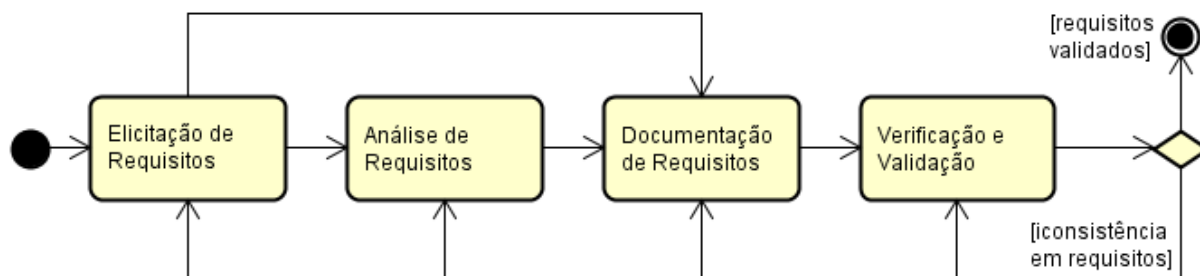 Elicitação de
Requisitos
Análise de
Requisitos
Documentação
de Requisitos
Verificação e
Validação
[requisitos
validados]
[iconsistência
em requisitos]